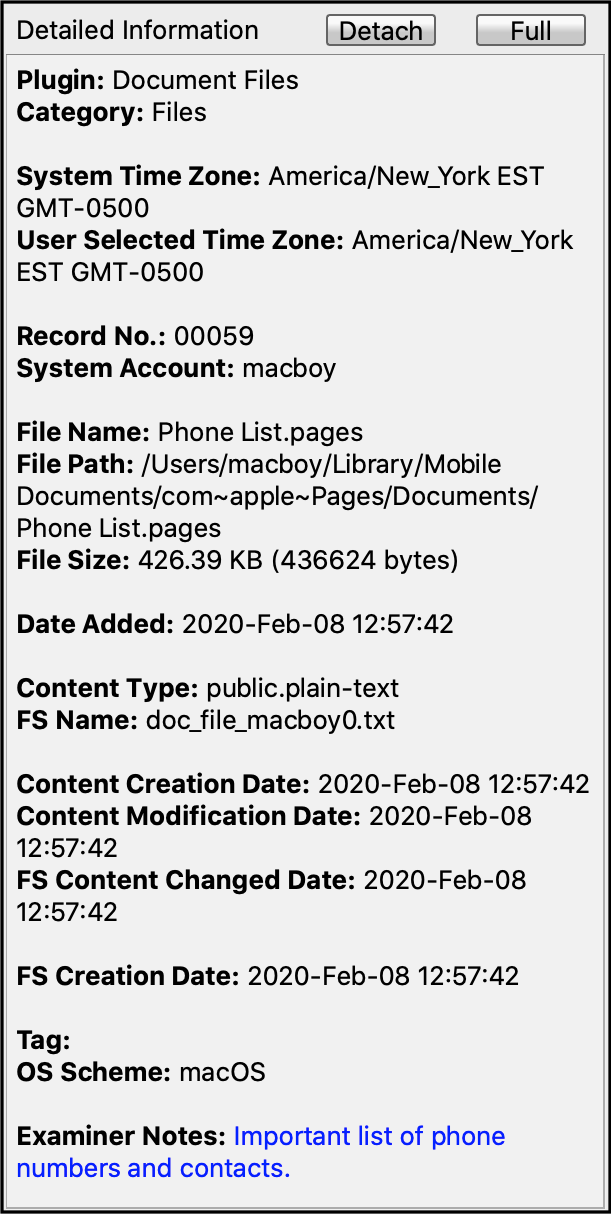 Detailed Information Detach Full
Plugin: Document Files
Category: Files
System Time Zone: America/New_York EST
GMT-0500
User Selected Time Zone: America/New_York
EST GMT-0500
Record No.: 00059
System Account: macboy
File Name: Phone List.pages
File Path: /Users/macboy/Library/Mobile
Documents/com~apple~Pages/Documents/
Phone List.pages
File Size: 426.39 KB (436624 bytes)
Date Added: 2020-Feb-08 12:57:42
Content Type: public.plain-text
FS Name: doc_file_macboy0.txt
Content Creation Date: 2020-Feb-08 12:57:42
Content Modification Date: 2020-Feb-08
12:57:42
FS Content Changed Date: 2020-Feb-08
12:57:42
FS Creation Date: 2020-Feb-08 12:57:42
Tag:
OS Scheme: macOS
Examiner Notes: Important list of phone
numbers and contacts.